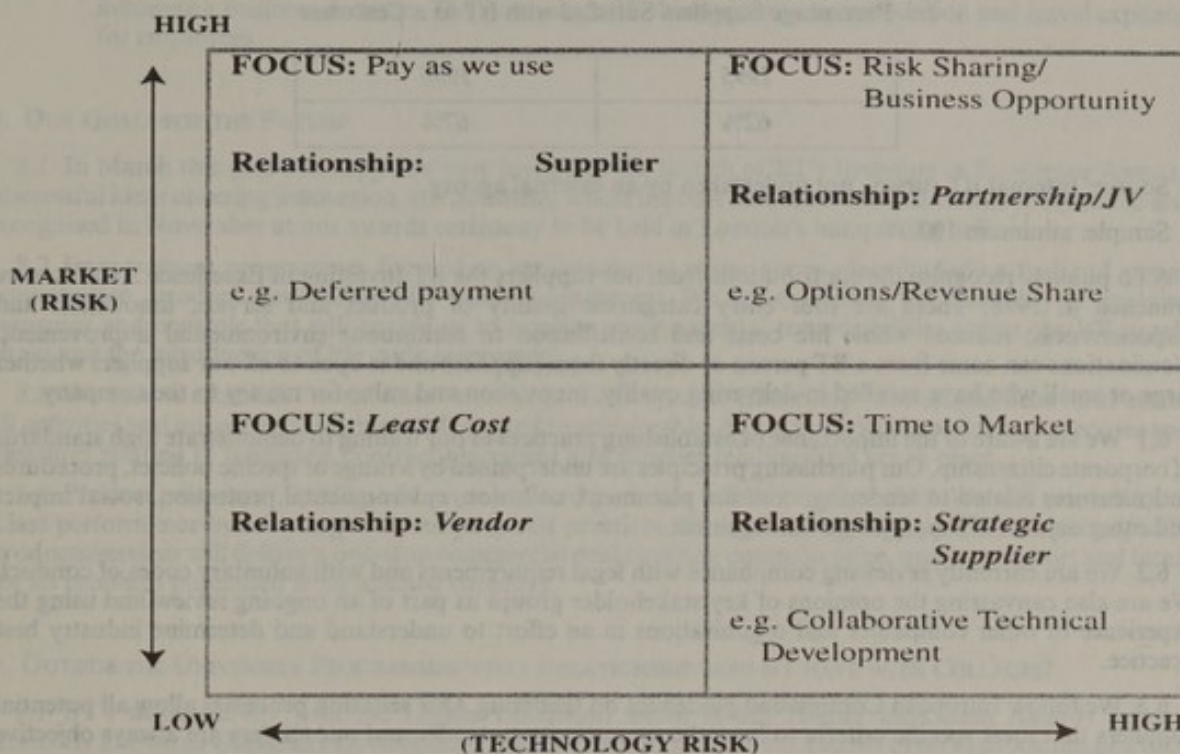 HIGH
FOCUS: Pay as we use
Relationship: Supplier
e.g. Deferred payment
FOCUS: Risk Sharing/
Business Opportunity
Relationship: Partnership/JV
e.g. Options/Revenue Share
MARKET
(RISK)
FOCUS: Least Cost
Relationship: Vendor
FOCUS: Time to Market
Relationship: Strategic
Supplier
e.g. Collaborative Technical
Development
LOW
HIGH
(TECHNOLOGY RISK)